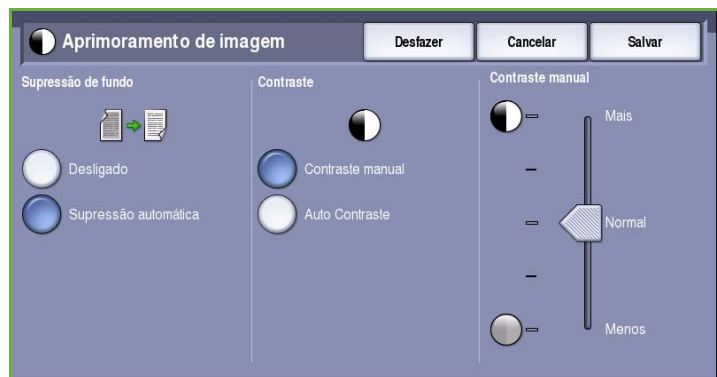 Aprimoramento de imagem
Desfazer
Cancelar
Salvar
Supressão de fundo
Desligado
Supressão automática
Contraste
Contraste manual
Auto Contraste
Contraste manual
Mais
Normal
Menos